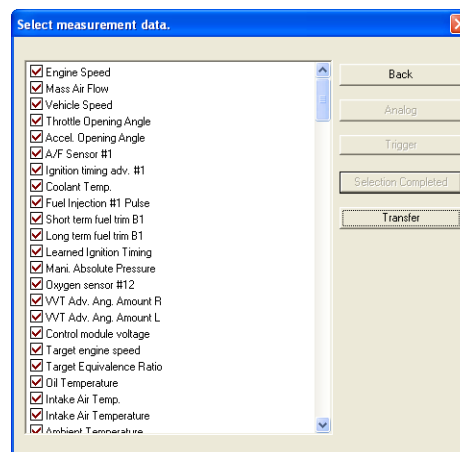 Select measurement data.
Engine Speed
Mass Air Flow
Vehicle Speed
Throttle Opening Angle
Accel. Opening Angle
A/F Sensor #1
Ignition timing adv. #1
Coolant Temp.
Fuel Injection #1 Pulse
Short term fuel trim B1
Long term fuel trim B1
Learned Ignition Timing
Mani. Absolute Pressure
Oxygen sensor #12
VVT Adv. Ang. Amount R
VVT Adv. Ang. Amount L
Control module voltage
Target engine speed
Target Equivalence Ratio
Oil Temperature
Intake Air Temp.
Intake Air Temperature
Ambient Temperature
Back
Analog
Trigger
Selection Completed
Transfer